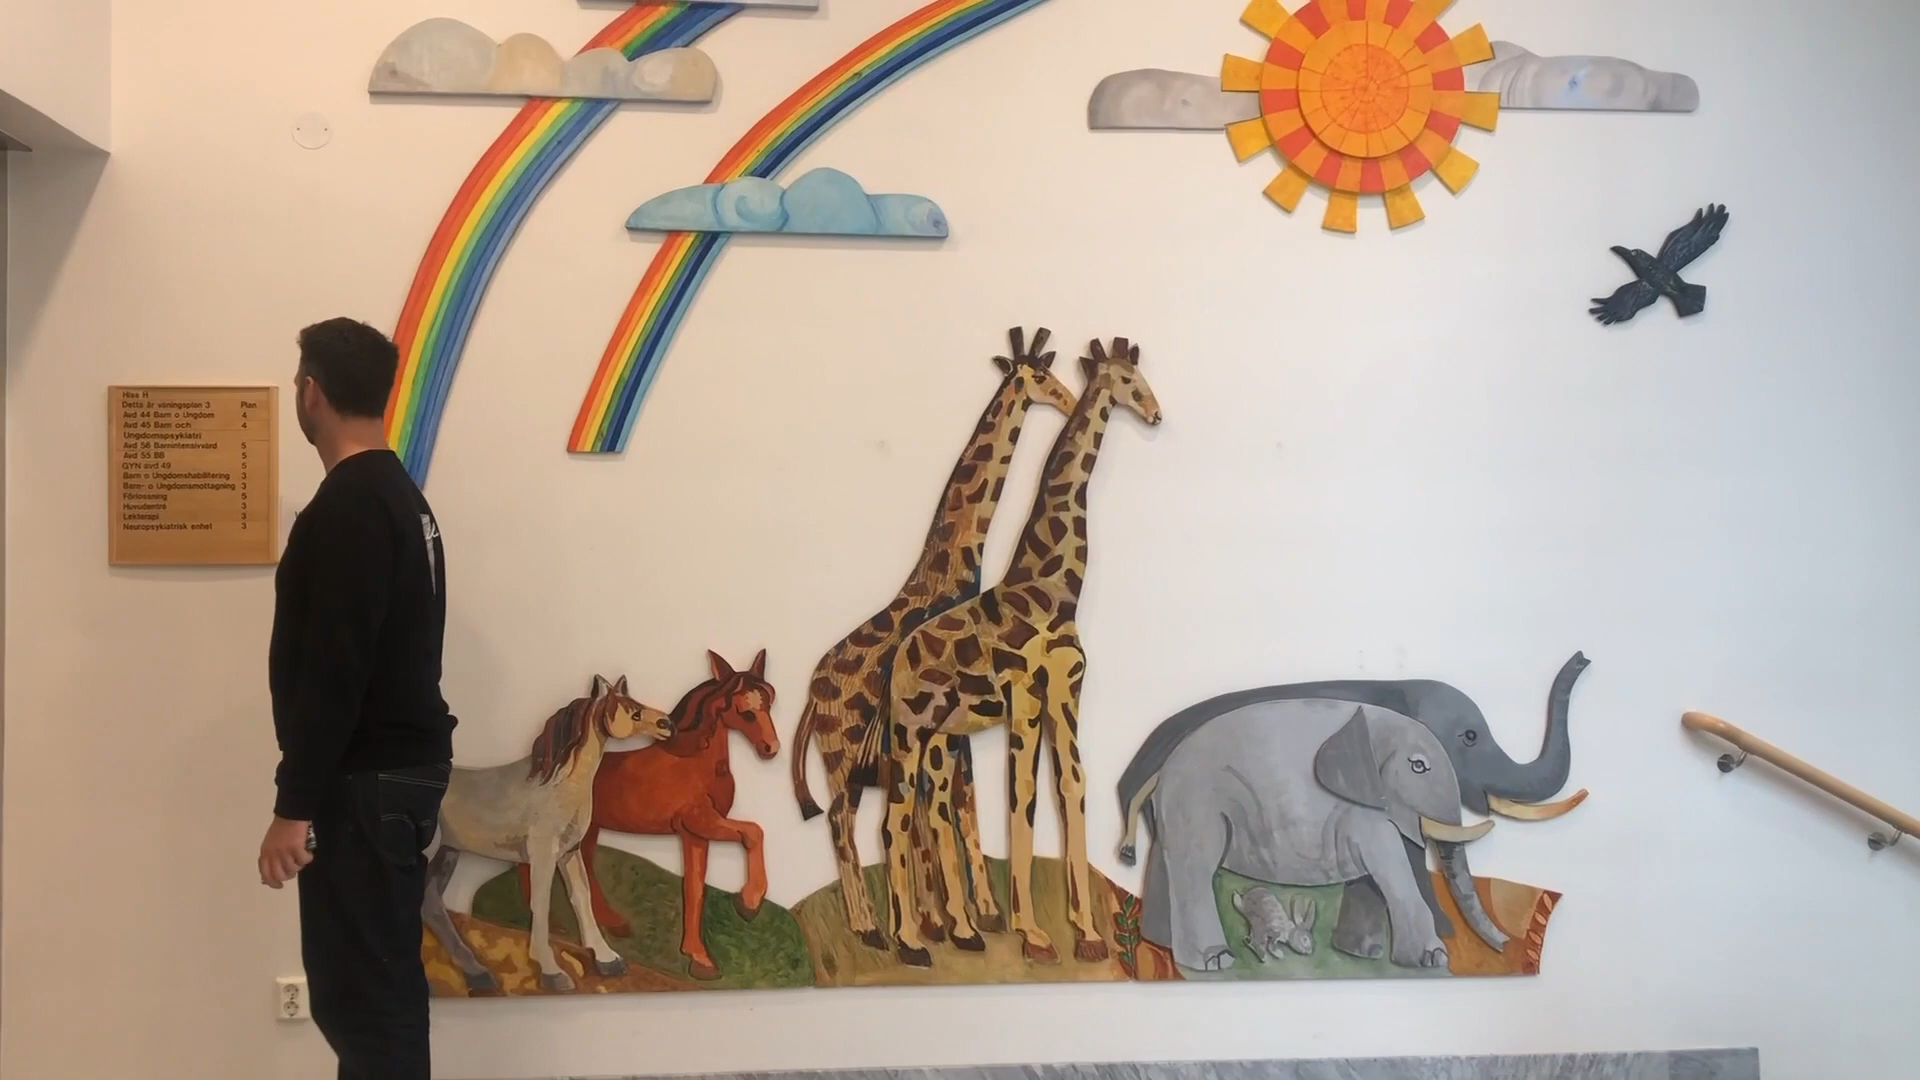 Hiss H
Detta är våningsplan 3 Plan
Avd 44 Barn o Ungdom 4
Avd 45 Barn och 4
Ungdomspsykiatri
Avd 56 Barnintensivvård 5
Avd 55 BB 5
GYN avd 49 5
Barn o Ungdomshabilitering 3
Barn- o Ungdomsmottagning 3
Förlossning 5
Huvudentré 3
Lekterapi 3
Neuropsykiatrisk enhet 3